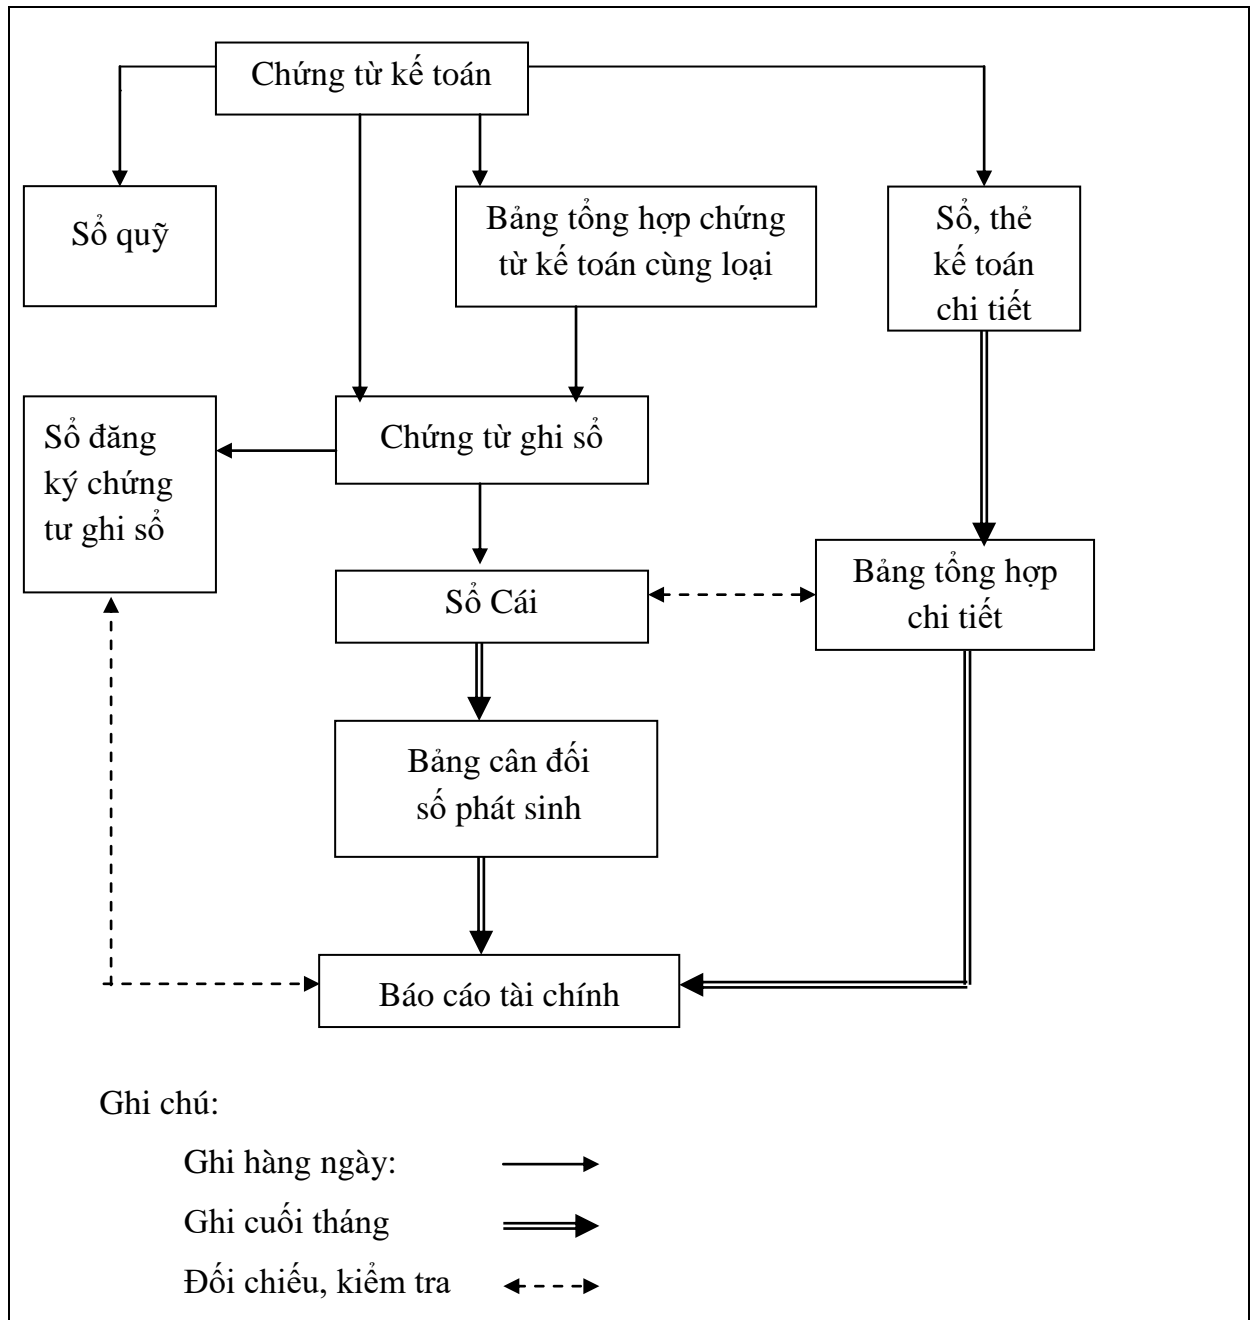 Chứng từ kế toán
Sổ quỹ
Bảng tổng hợp chứng
từ kế toán cùng loại
Sổ, thẻ
kế toán
chi tiết
Sổ đăng
ký chứng
tư ghi sổ
Chứng từ ghi sổ
Sổ Cái
Bảng tổng hợp
chi tiết
Bảng cân đối
số phát sinh
Báo cáo tài chính
Ghi chú:
Ghi hàng ngày:
Ghi cuối tháng
Đối chiếu, kiểm tra